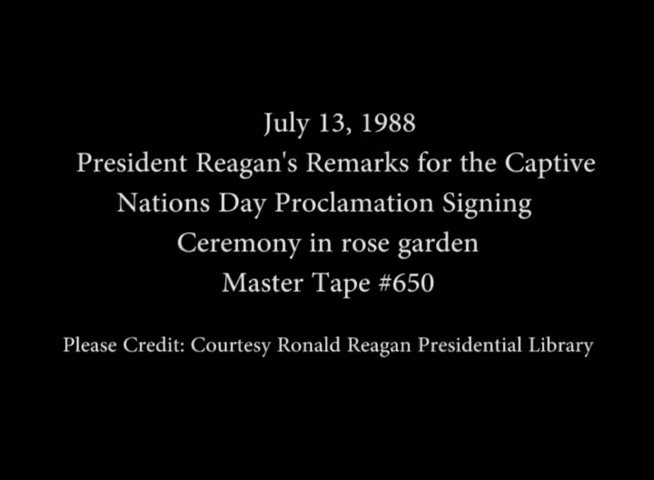 July 13, 1988
President Reagan's Remarks for the Captive
Nations Day Proclamation Signing
Ceremony in rose garden
Master Tape #650
Please Credit: Courtesy Ronald Reagan Presidential Library